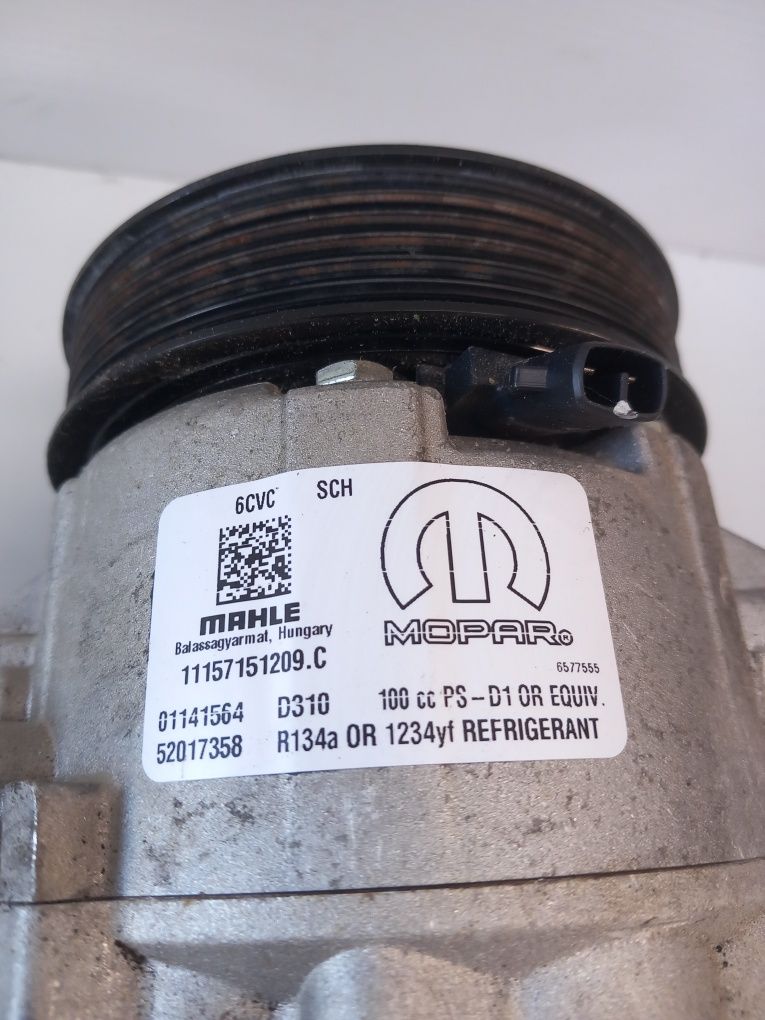 6CVC SCH
MAHLE
Balassagyarmat, Hungary
11157151209.C
MOPAR®
6577555
01141564 D310 100 cc PS-D1 OR EQUIV.
52017358 R134a OR 1234yf REFRIGERANT